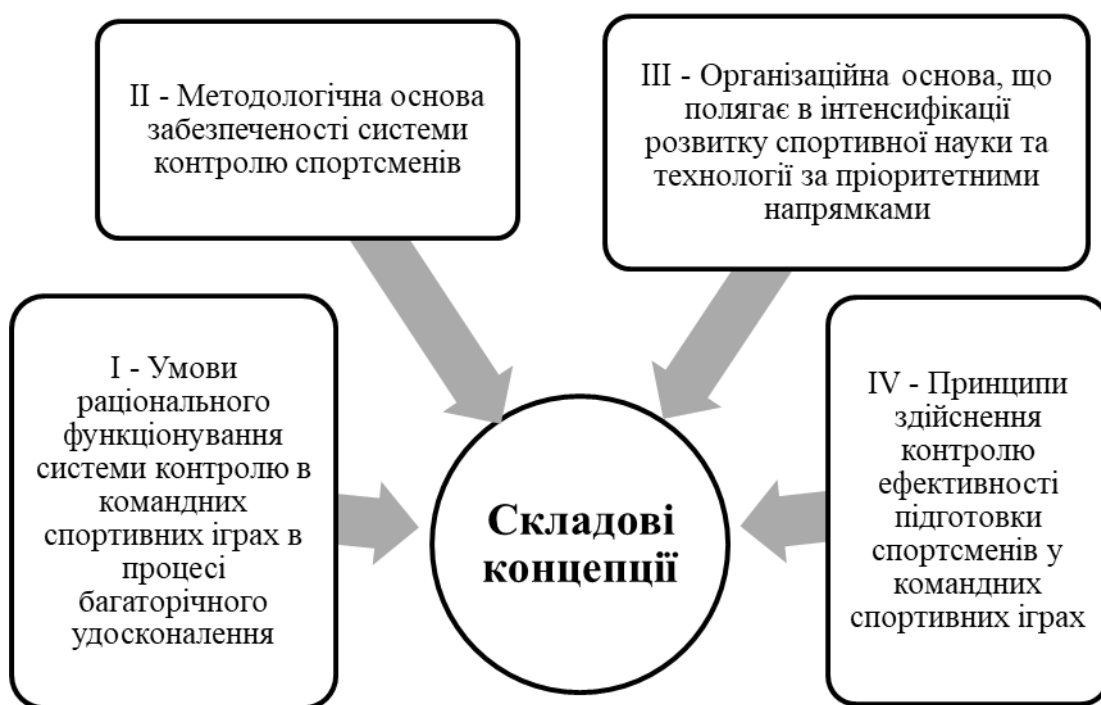 II - Методологічна основа
забезпеченості системи
контролю спортсменів
III - Організаційна основа, що
полягає в інтенсифікації
розвитку спортивної науки та
технології за пріоритетними
напрямками
I - Умови
раціонального
функціонування
системи контролю в
командних
спортивних іграх в
процесі
багаторічного
удосконалення
Складові
концепції
IV - Принципи
здійснення
контролю
ефективності
підготовки
спортсменів у
командних
спортивних іграх